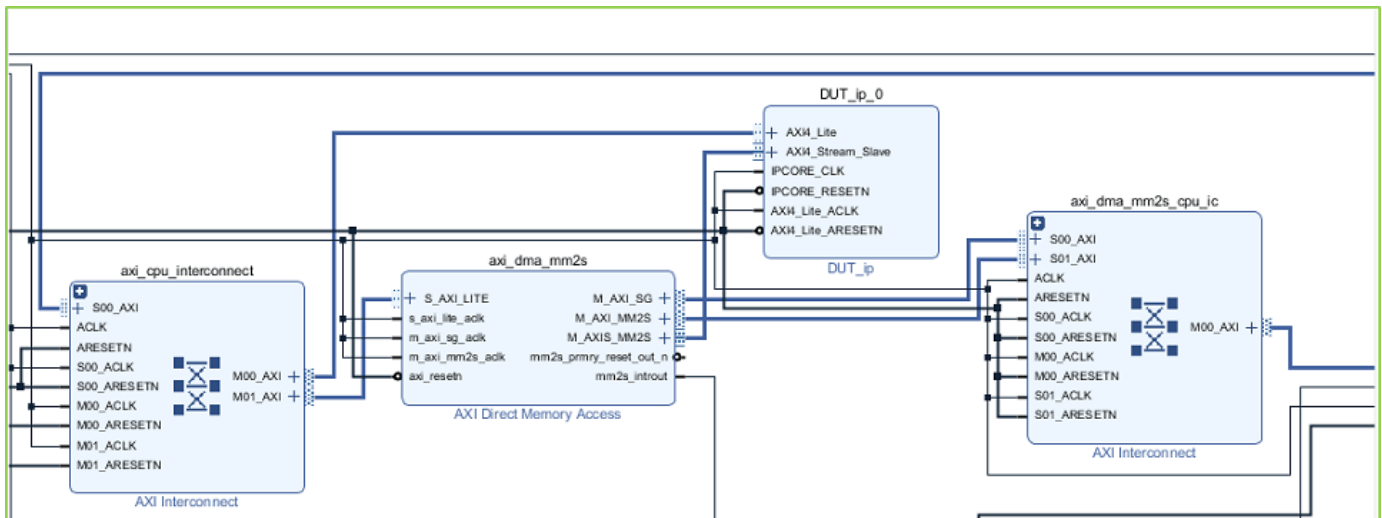 DUT_ip_0
AXI4_Lite
AXI4_Stream_Slave
IPCORE_CLK
IPCORE_RESETN
AXI4_Lite_ACLK
AXI4_Lite_ARESETN
DUT_ip
axi_cpu_interconnect
S00_AXI
ACLK
ARESETN
S00_ACLK
S00_ARESETN
M00_ACLK
M00_ARESETN
M01_ACLK
M01_ARESETN
M00_AXI
M01_AXI
AXI Interconnect
axi_dma_mm2s
S_AXI_LITE
s_axi_lite_aclk
m_axi_sg_aclk
m_axi_mm2s_aclk
axi_resetn
M_AXI_SG
M_AXI_MM2S
M_AXIS_MM2S
mm2s_prmry_reset_out_n
mm2s_introut
AXI Direct Memory Access
axi_dma_mm2s_cpu_ic
S00_AXI
S01_AXI
ACLK
ARESETN
S00_ACLK
S00_ARESETN
M00_ACLK
M00_ARESETN
S01_ACLK
S01_ARESETN
M00_AXI
AXI Interconnect